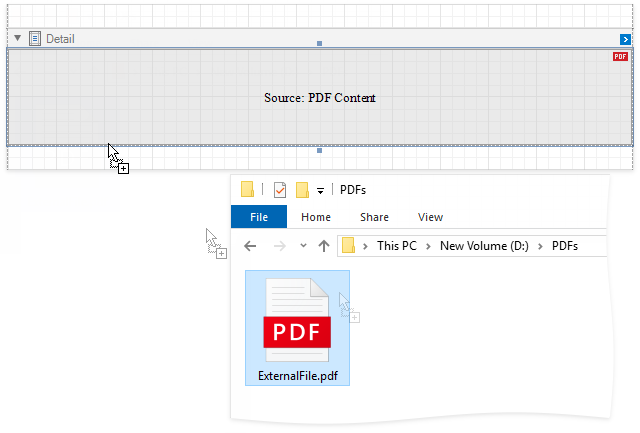 Detail
PDF
Source: PDF Content
PDFs
File Home Share View
This PC New Volume (D:) PDFs
PDF
ExternalFile.pdf